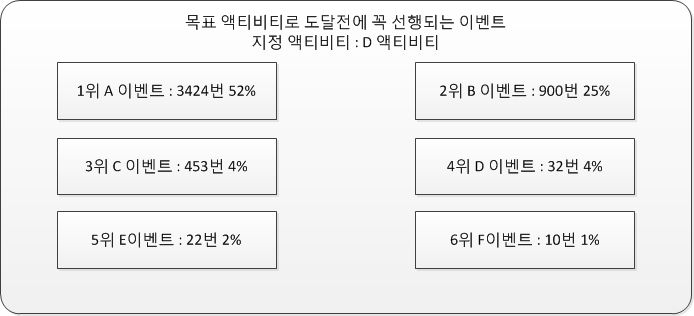 목표 액티비티로 도달전에 꼭 선행되는 이벤트
지정 액티비티 : D 액티비티
1위 A 이벤트 : 3424번 52%
2위 B 이벤트 : 900번 25%
3위 C 이벤트 : 453번 4%
4위 D 이벤트 : 32번 4%
5위 E이벤트 : 22번 2%
6위 F이벤트 : 10번 1%